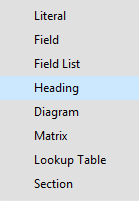 Literal
Field
Field List
Heading
Diagram
Matrix
Lookup Table
Section